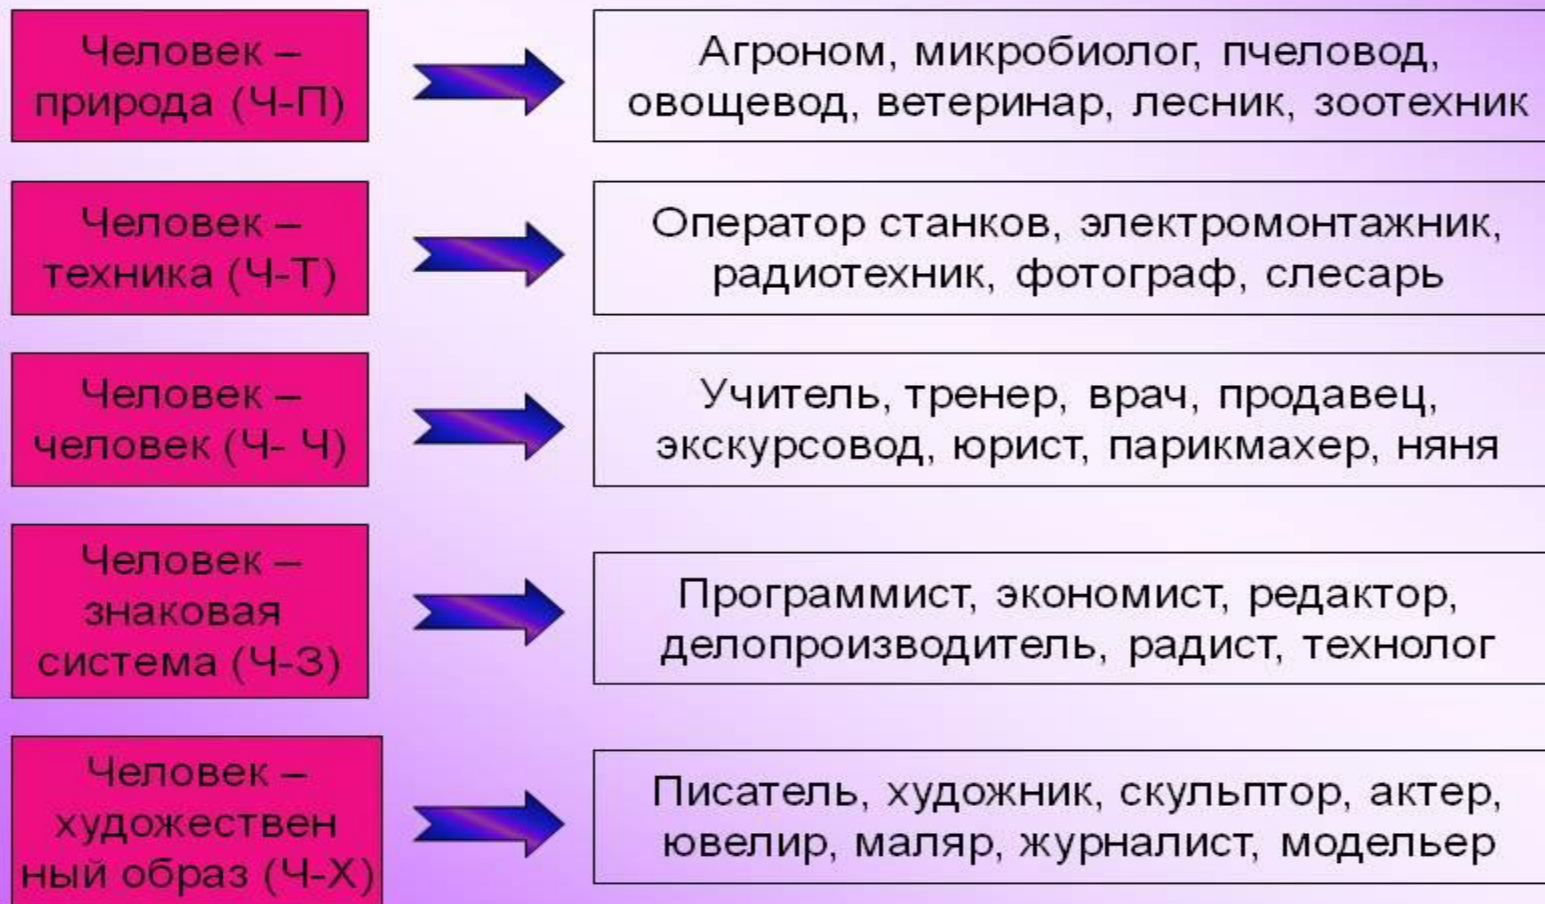 Человек –
природа (Ч-П)
Агроном, микробиолог, пчеловод,
овощевод, ветеринар, лесник, зоотехник
Человек –
техника (Ч-Т)
Оператор станков, электромонтажник,
радиотехник, фотограф, слесарь
Человек –
человек (Ч- Ч)
Учитель, тренер, врач, продавец,
экскурсовод, юрист, парикмахер, няня
Человек –
знаковая
система (Ч-З)
Программист, экономист, редактор,
делопроизводитель, радист, технолог
Человек –
художествен
ный образ (Ч-Х)
Писатель, художник, скульптор, актер,
ювелир, маляр, журналист, модельер